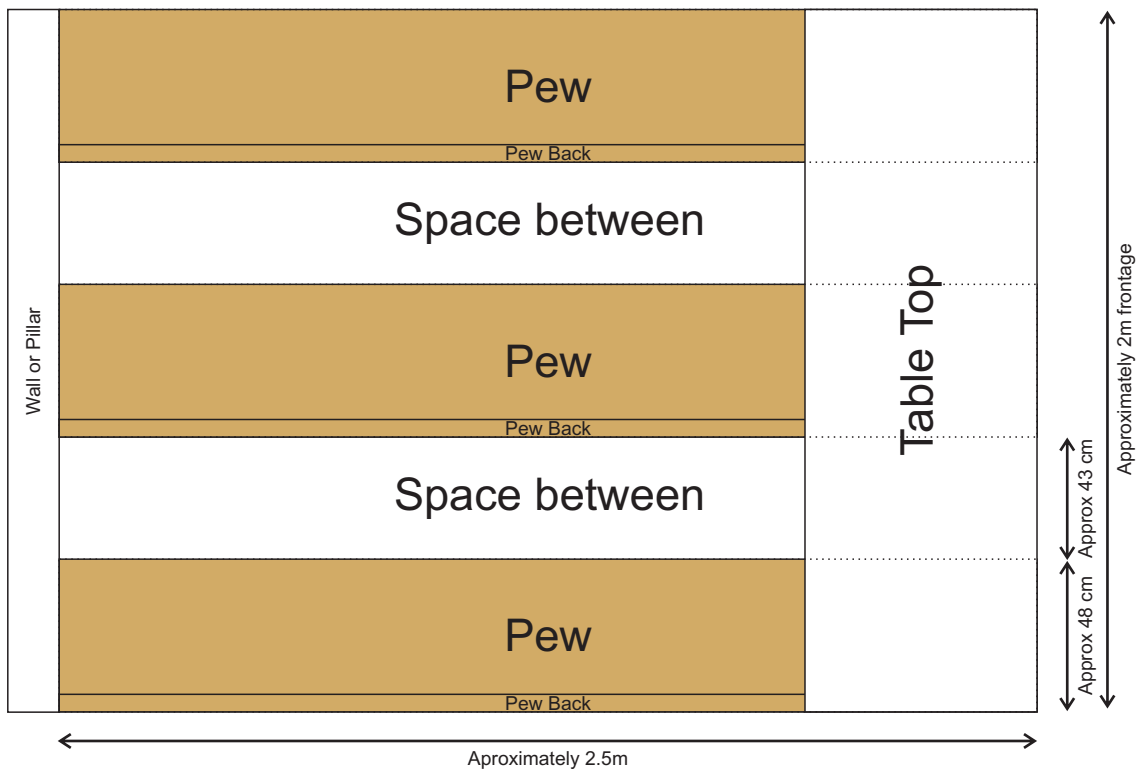 Pew
Pew Back
Space between
Pew
Pew Back
Space between
Pew
Pew Back
Wall or Pillar
Table Top
Approx 43 cm
Approx 48 cm
Approximately 2m frontage
Aproximately 2.5m